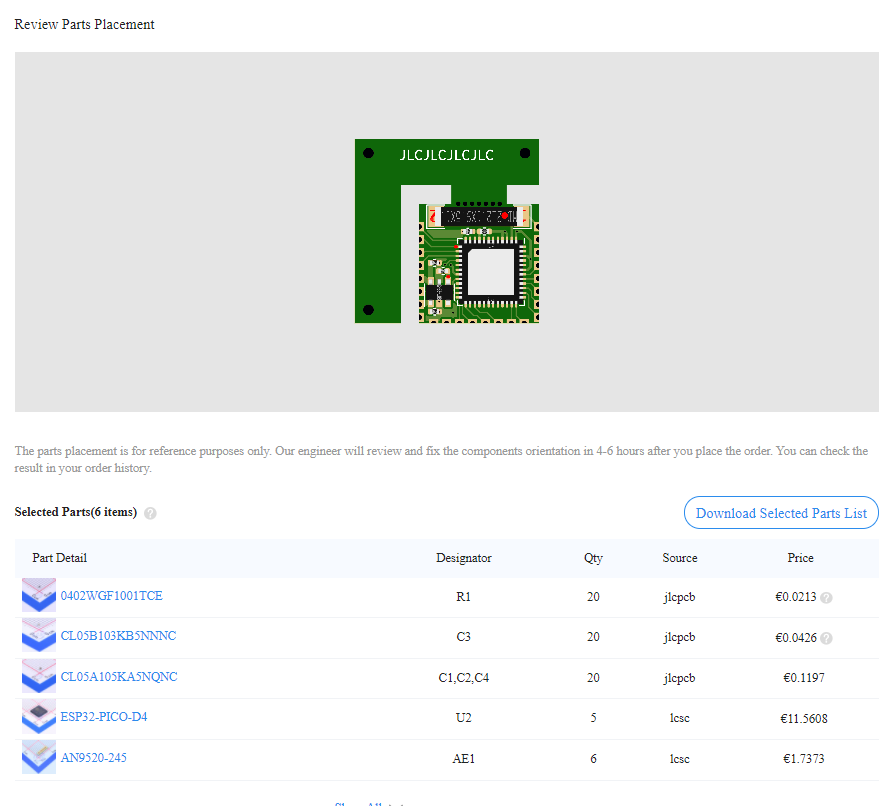 Review Parts Placement
JLCJLCJLCJLC
The parts placement is for reference purposes only. Our engineer will review and fix the components orientation in 4-6 hours after you place the order. You can check the
result in your order history.
Selected Parts(6 items) ?
Download Selected Parts List
Part Detail Designator Qty Source Price
0402WGF1001TCE R1 20 jlcpcb €0.0213 ?
CL05B103KB5NNNC C3 20 jlcpcb €0.0426 ?
CL05A105KA5NQNC C1,C2,C4 20 jlcpcb €0.1197
ESP32-PICO-D4 U2 5 lcsc €11.5608
AN9520-245 AE1 6 lcsc €1.7373